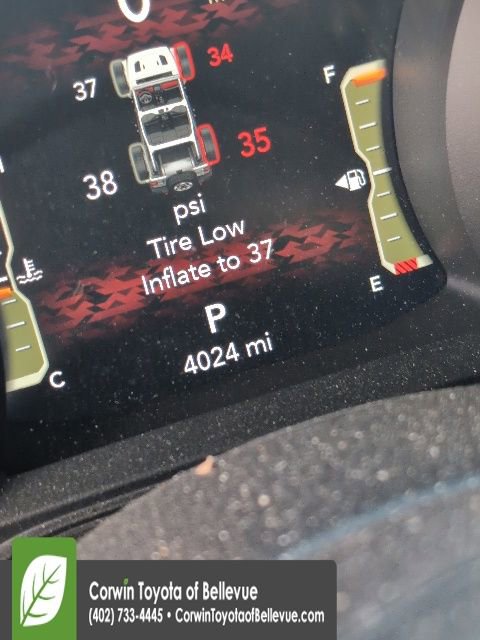 0
34
37
F
35
38
psi
Tire Low
Inflate to 37
E
P
4024 mi
C
Corwin Toyota of Bellevue
(402) 733-4445 • CorwinToyotaofBellevue.com